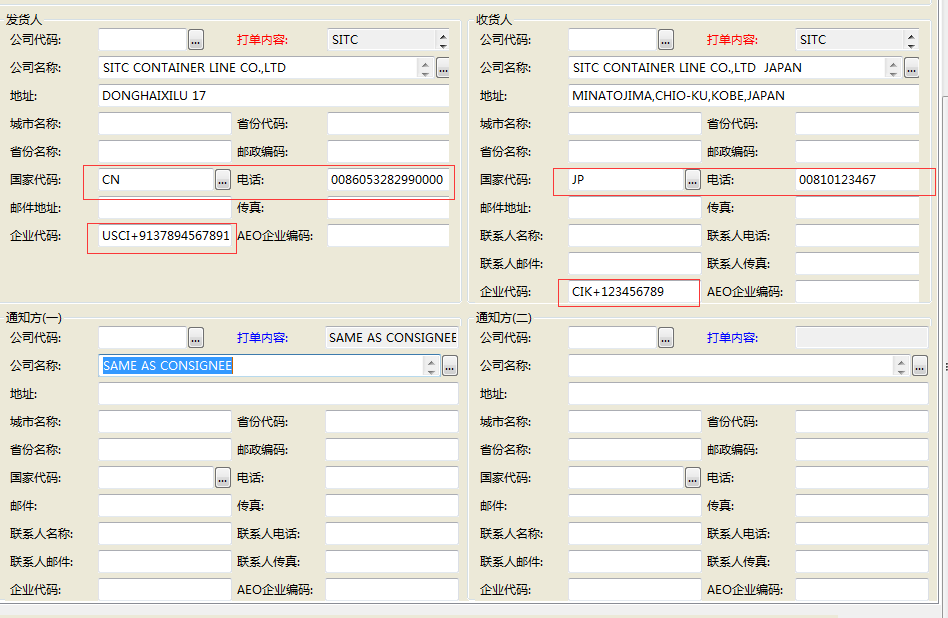 发货人
公司代码: ... 打单内容: SITC
公司名称: SITC CONTAINER LINE CO.,LTD ...
地址: DONGHAIXILU 17
城市名称: 省份代码:
省份名称: 邮政编码:
国家代码: CN ... 电话: 0086053282990000
邮件地址: 传真:
企业代码: USCI+9137894567891 AEO企业编码:
收货人
公司代码: ... 打单内容: SITC
公司名称: SITC CONTAINER LINE CO.,LTD JAPAN ...
地址: MINATOJIMA,CHIO-KU,KOBE,JAPAN
城市名称: 省份代码:
省份名称: 邮政编码:
国家代码: JP ... 电话: 00810123467
邮件地址: 传真:
联系人名称: 联系人电话:
联系人邮件: 联系人传真:
企业代码: CIK+123456789 AEO企业编码:
通知方(一)
公司代码: ... 打单内容: SAME AS CONSIGNEE
公司名称: SAME AS CONSIGNEE ...
地址:
城市名称: 省份代码:
省份名称: 邮政编码:
国家代码: ... 电话:
邮件: 传真:
联系人名称: 联系人电话:
联系人邮件: 联系人传真:
企业代码: AEO企业编码:
通知方(二)
公司代码: ... 打单内容:
公司名称: ...
地址:
城市名称: 省份代码:
省份名称: 邮政编码:
国家代码: ... 电话:
邮件: 传真:
联系人名称: 联系人电话:
联系人邮件: 联系人传真:
企业代码: AEO企业编码: